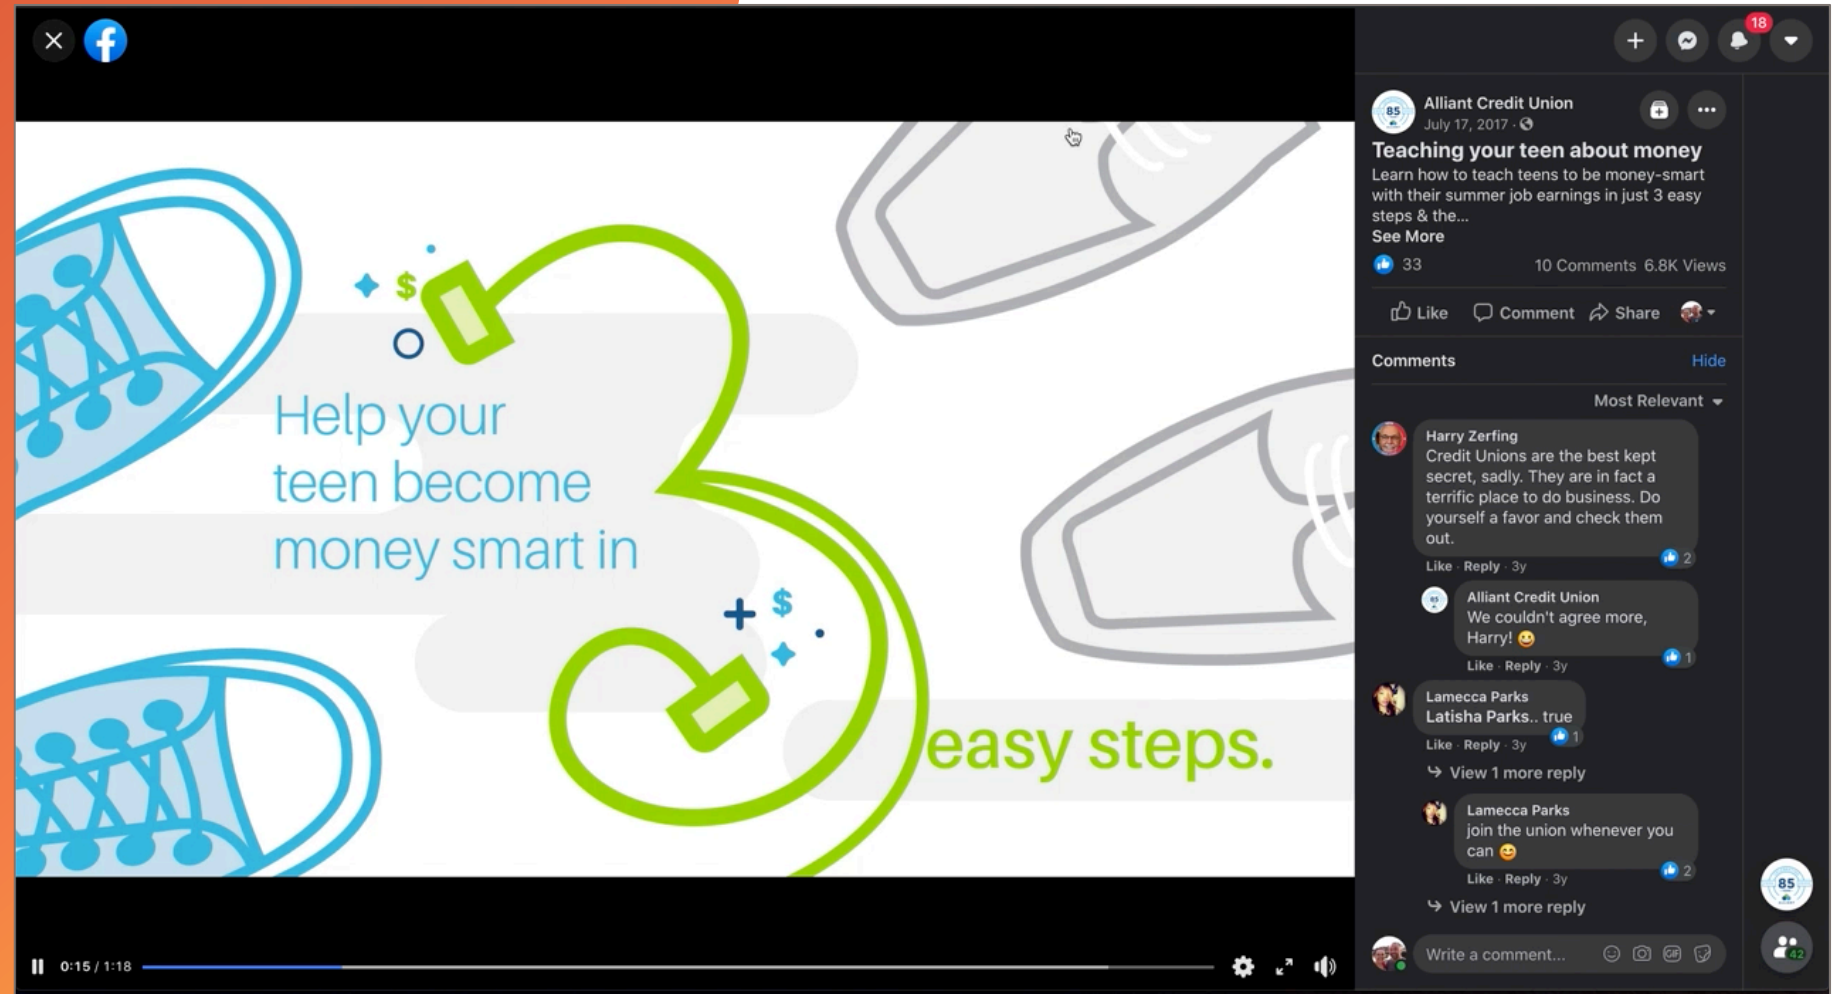 18
85
Alliant Credit Union
July 17, 2017 ·
Teaching your teen about money
Learn how to teach teens to be money-smart
with their summer job earnings in just 3 easy
steps & the...
See More
33
10 Comments 6.8K Views
Like
Comment
Share
Comments
Hide
Most Relevant
Harry Zerfing
Credit Unions are the best kept
secret, sadly. They are in fact a
terrific place to do business. Do
yourself a favor and check them
out.
2
Like · Reply · 3y
85
Alliant Credit Union
We couldn't agree more,
Harry! 😀
1
Like · Reply · 3y
Lamecca Parks
Latisha Parks.. true
1
Like · Reply · 3y
View 1 more reply
Lamecca Parks
join the union whenever you
can 😊
2
Like · Reply · 3y
View 1 more reply
Write a comment...
GIF
85
42
$
Help your
teen become
money smart in
3
$
easy steps.
0:15 / 1:18